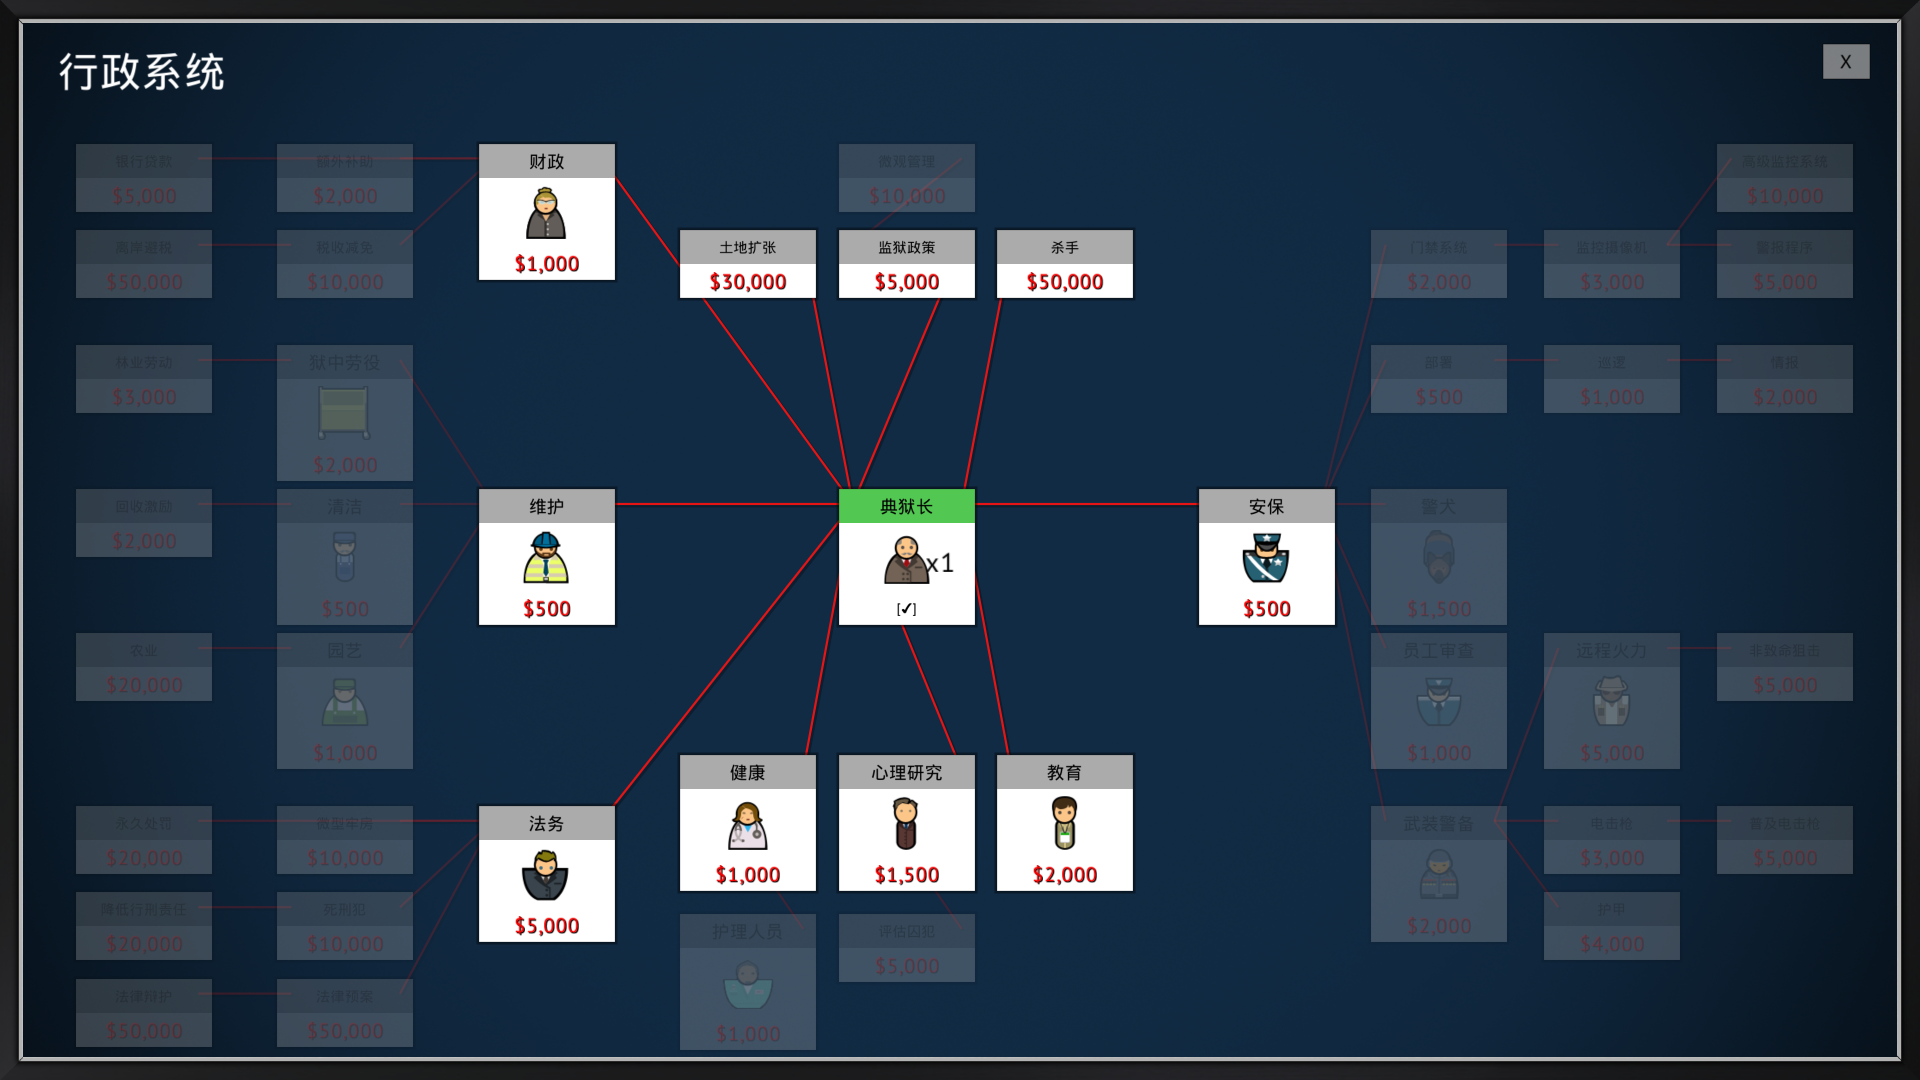 行政系统
X
银行贷款
$5,000
额外补助
$2,000
财政
$1,000
离岸避税
$50,000
税收减免
$10,000
微观管理
$10,000
土地扩张
$30,000
监狱政策
$5,000
杀手
$50,000
高级监控系统
$10,000
门禁系统
$2,000
监控摄像机
$3,000
警报程序
$5,000
林业劳动
$3,000
狱中劳役
$2,000
部署
$500
巡逻
$1,000
情报
$2,000
回收激励
$2,000
清洁
$500
维护
$500
典狱长
x1
[✓]
安保
$500
警犬
$1,500
农业
$20,000
园艺
$1,000
员工审查
$1,000
远程火力
$5,000
非致命狙击
$5,000
健康
$1,000
心理研究
$1,500
教育
$2,000
永久处罚
$20,000
微型牢房
$10,000
法务
$5,000
武装警备
$2,000
电击枪
$3,000
普及电击枪
$5,000
降低行刑责任
$20,000
死刑犯
$10,000
护理人员
$1,000
评估囚犯
$5,000
护甲
$4,000
法律辩护
$50,000
法律预案
$50,000